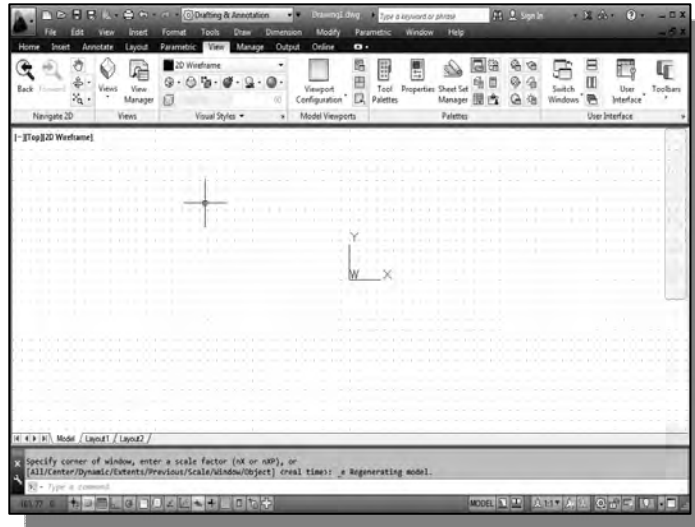 Drafting & Annotation Drawing1.dwg Type a keyword or phrase Sign In
File Edit View Insert Format Tools Draw Dimension Modify Parametric Window Help
Home Insert Annotate Layout Parametric View Manage Output Online
2D Wireframe
Back Forward Views View Manager Viewport Configuration Tool Palettes Properties Sheet Set Manager Switch Windows User Interface Toolbars
Navigate 2D Views Visual Styles Model Viewports Palettes User Interface
[-][Top][2D Wireframe]
Y
W X
Model Layout1 Layout2
Specify corner of window, enter a scale factor (nX or nXP), or
[All/Center/Dynamic/Extents/Previous/Scale/Window/Object] <real time>: _e Regenerating model.
Type a command
MODEL 1:1